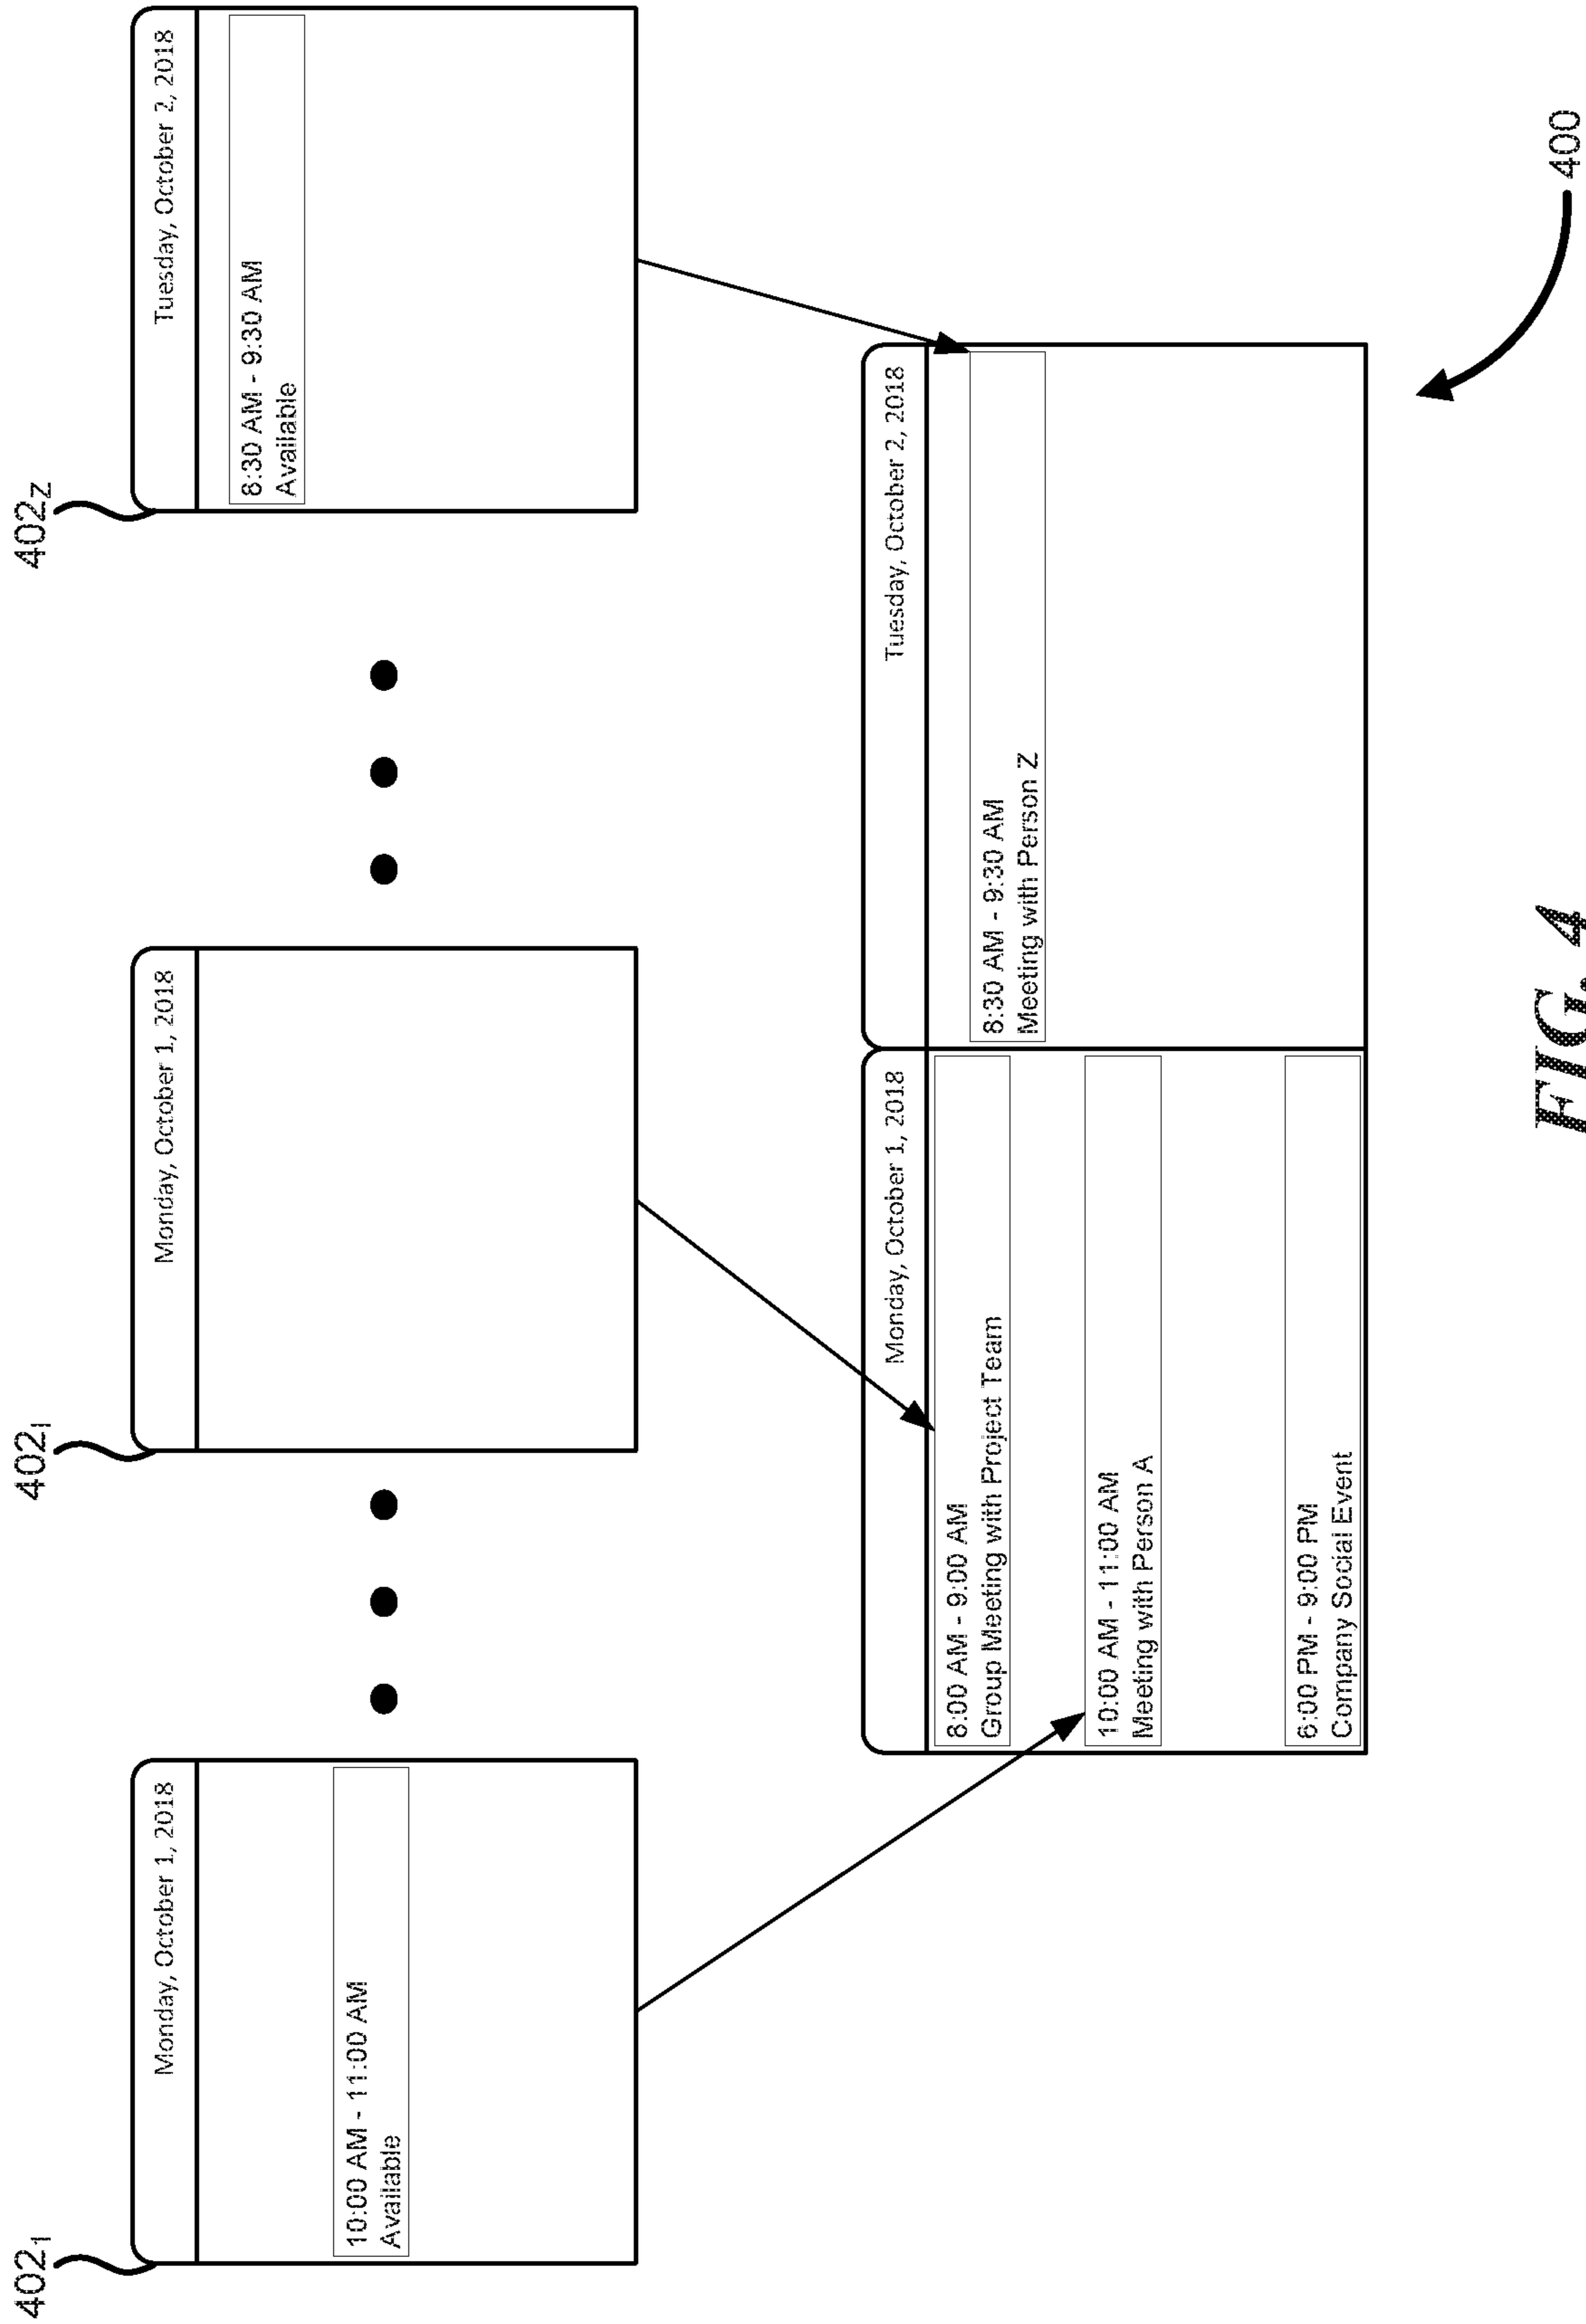 402₁
Monday, October 1, 2018
10:00 AM - 11:00 AM
Available
402ᵢ
Monday, October 1, 2018
402_Z
Tuesday, October 2, 2018
8:30 AM - 9:30 AM
Available
Monday, October 1, 2018
8:00 AM - 9:00 AM
Group Meeting with Project Team
10:00 AM - 11:00 AM
Meeting with Person A
6:00 PM - 9:00 PM
Company Social Event
Tuesday, October 2, 2018
8:30 AM - 9:30 AM
Meeting with Person Z
400
FIG. 4